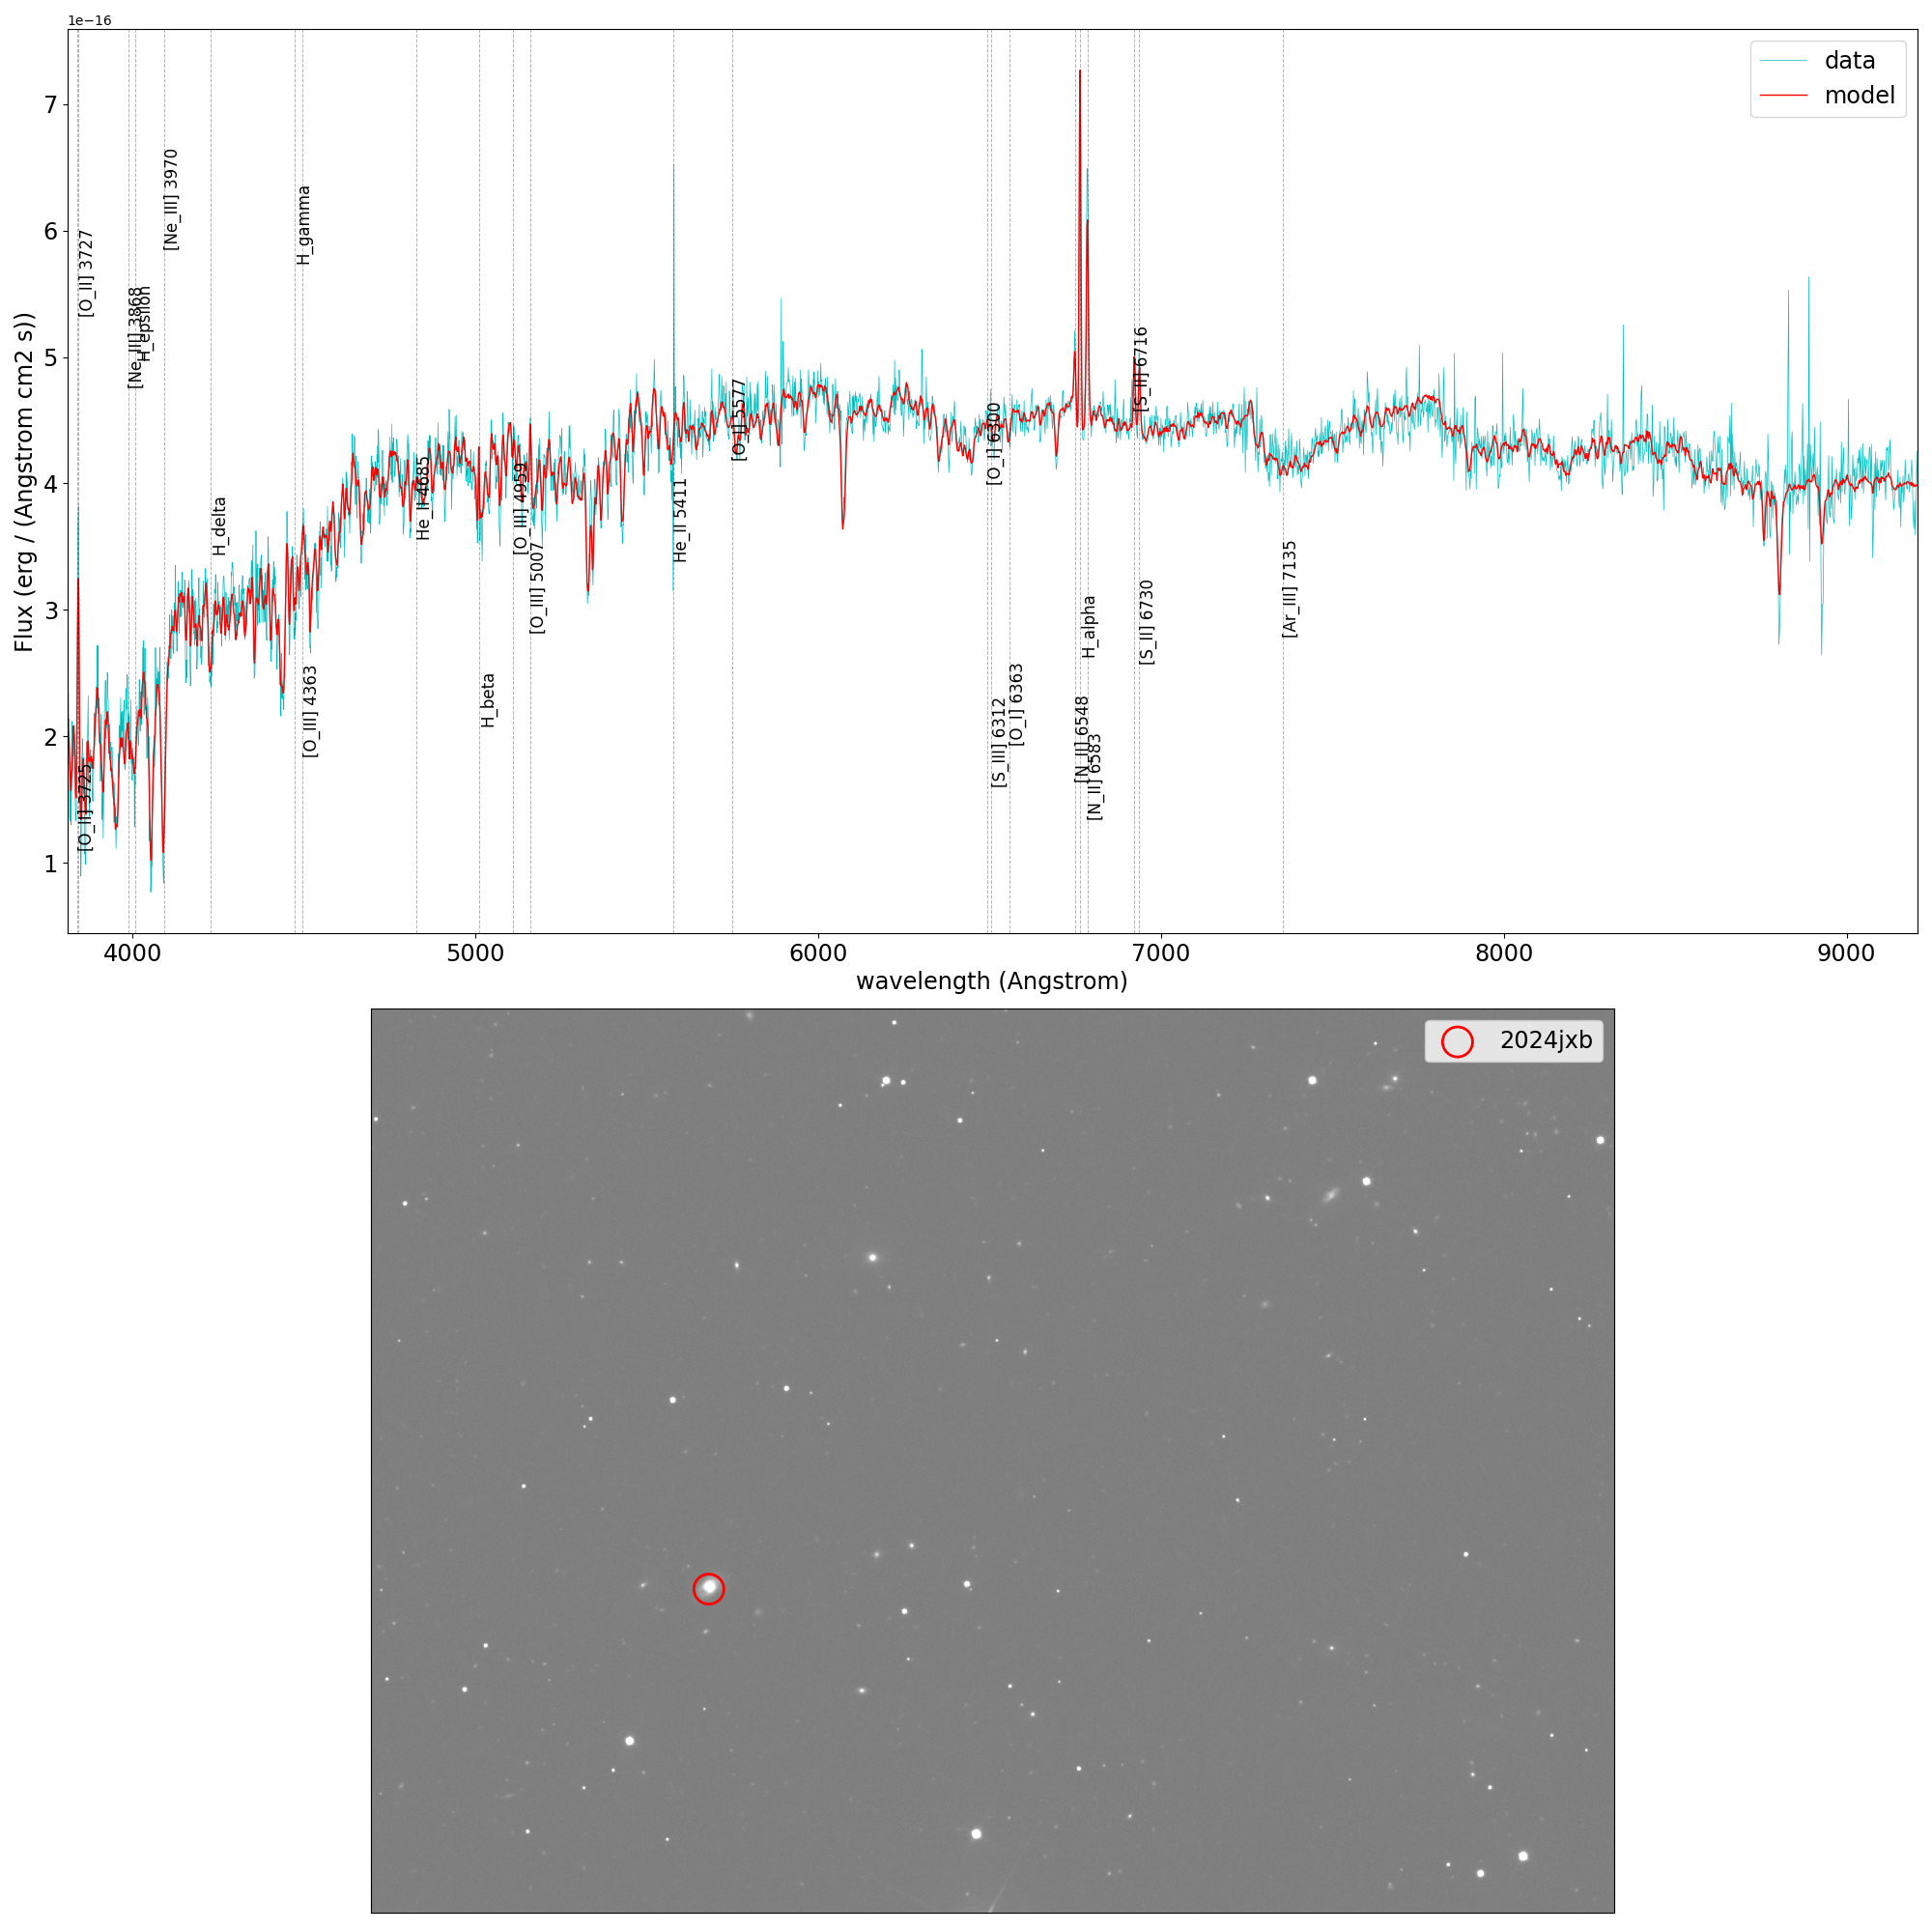 1e−16
data
model
7
6
5
4
3
2
1
Flux (erg / (Angstrom cm2 s))
[O_II] 3727
[O_II] 3725
[Ne_III] 3868
H_epsilon
[Ne_III] 3970
H_delta
H_gamma
[O_III] 4363
He_II 4685
H_beta
[O_III] 4959
[O_III] 5007
He_II 5411
[O_I] 5577
[O_I] 6300
[S_III] 6312
[O_I] 6363
[N_II] 6548
H_alpha
[N_II] 6583
[S_II] 6716
[S_II] 6730
[Ar_III] 7135
4000
5000
6000
7000
8000
9000
wavelength (Angstrom)
2024jxb